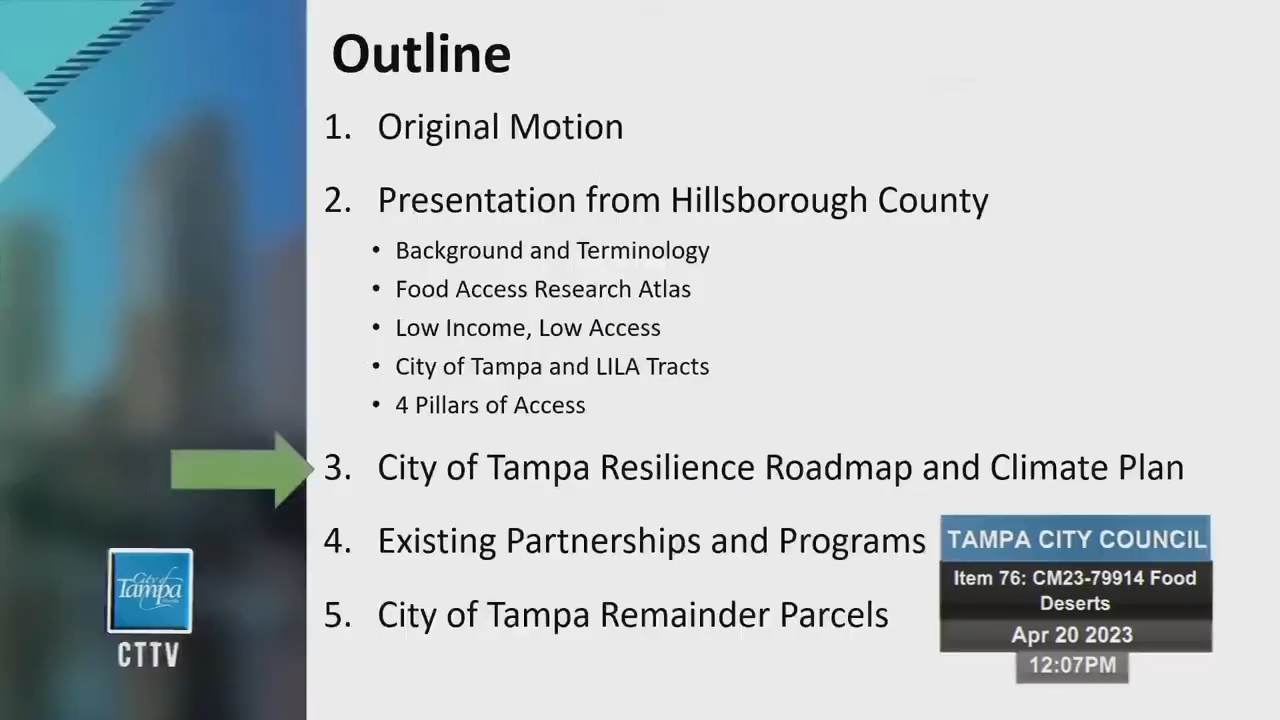 Outline
1. Original Motion
2. Presentation from Hillsborough County
• Background and Terminology
• Food Access Research Atlas
• Low Income, Low Access
• City of Tampa and LILA Tracts
• 4 Pillars of Access
3. City of Tampa Resilience Roadmap and Climate Plan
4. Existing Partnerships and Programs
5. City of Tampa Remainder Parcels
TAMPA CITY COUNCIL
Item 76: CM23-79914 Food
Deserts
Apr 20 2023
12:07PM
City of
Tampa
CTTV